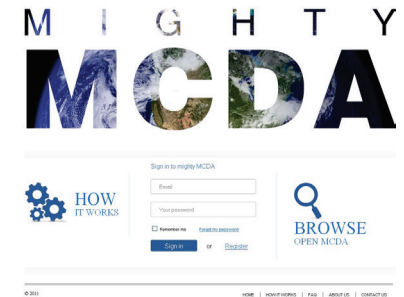 MIGHTY
MCDA
Sign in to mighty MCDA
Email
Your password
Remember me Forgot my password
Sign in or Register
HOW
IT WORKS
BROWSE
OPEN MCDA
© 2011
HOME | HOW IT WORKS | FAQ | ABOUT US | CONTACT US